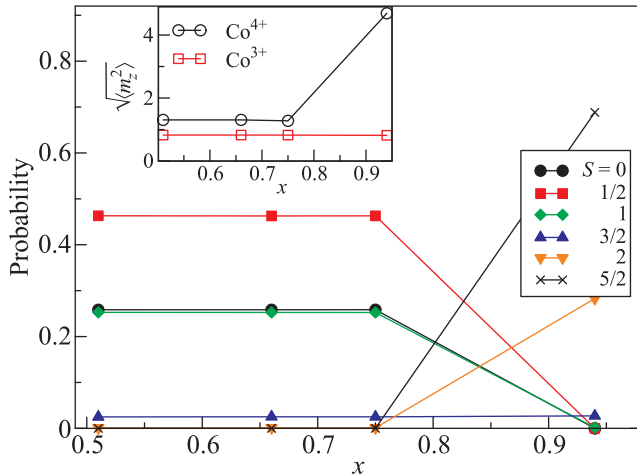 4
2
0
√⟨m_z^2⟩
Co^{4+}
Co^{3+}
0.6 0.7 0.8 0.9
x
0.8
0.6
0.4
0.2
0
Probability
S = 0
1/2
1
3/2
2
5/2
0.5 0.6 0.7 0.8 0.9
x